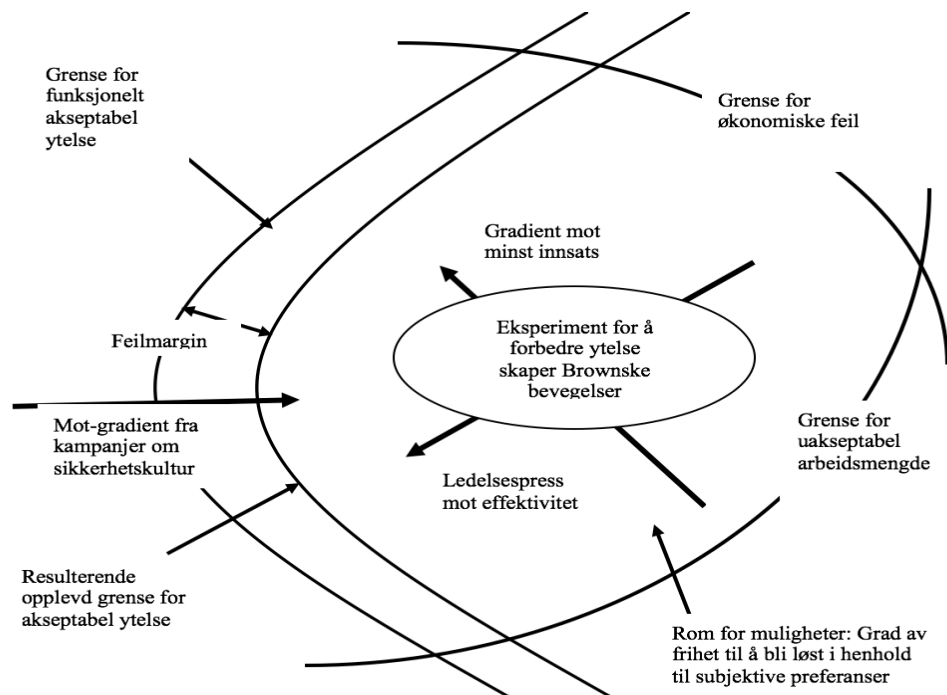 Grense for
funksjonelt
akseptabel
ytelse
Grense for
økonomiske feil
Gradient mot
minst innsats
Feilmargin
Eksperiment for å
forbedre ytelse
skaper Brownske
bevegelser
Mot-gradient fra
kampanjer om
sikkerhetskultur
Grense for
uakseptabel
arbeidsmengde
Ledelsespress
mot effektivitet
Resulterende
opplevd grense for
akseptabel ytelse
Rom for muligheter: Grad av
frihet til å bli løst i henhold
til subjektive preferanser